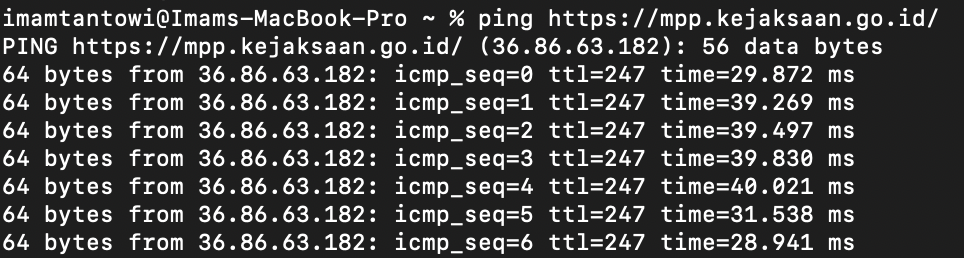 imamtantowi@Imams-MacBook-Pro ~ % ping https://mpp.kejaksaan.go.id/
PING https://mpp.kejaksaan.go.id/ (36.86.63.182): 56 data bytes
64 bytes from 36.86.63.182: icmp_seq=0 ttl=247 time=29.872 ms
64 bytes from 36.86.63.182: icmp_seq=1 ttl=247 time=39.269 ms
64 bytes from 36.86.63.182: icmp_seq=2 ttl=247 time=39.497 ms
64 bytes from 36.86.63.182: icmp_seq=3 ttl=247 time=39.830 ms
64 bytes from 36.86.63.182: icmp_seq=4 ttl=247 time=40.021 ms
64 bytes from 36.86.63.182: icmp_seq=5 ttl=247 time=31.538 ms
64 bytes from 36.86.63.182: icmp_seq=6 ttl=247 time=28.941 ms